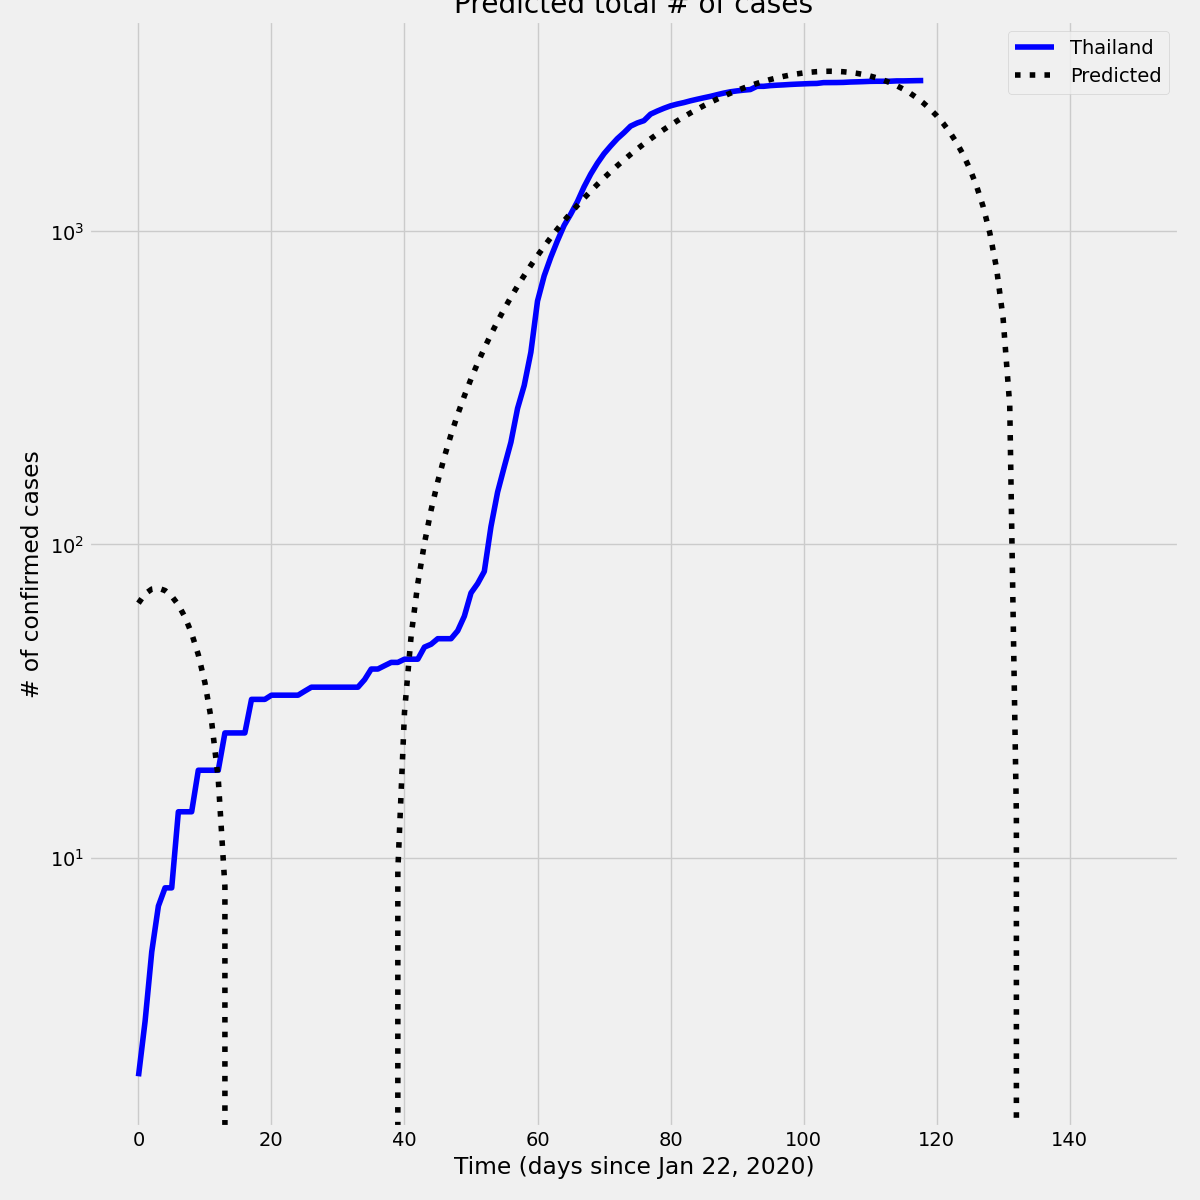 Predicted total # of cases
Thailand
Predicted
# of confirmed cases
10³
10²
10¹
0 20 40 60 80 100 120 140
Time (days since Jan 22, 2020)